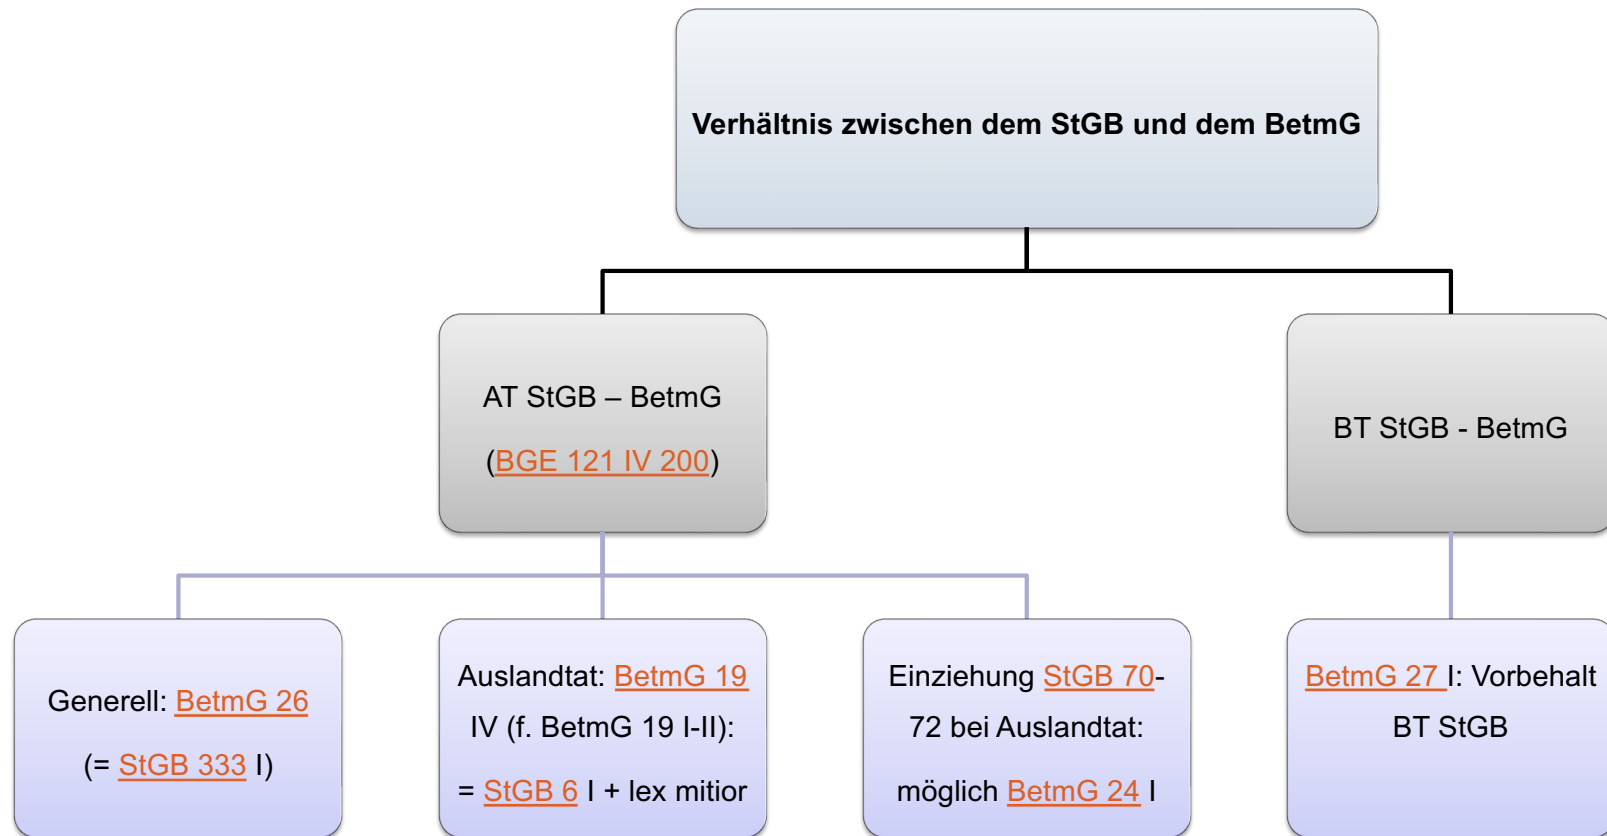 Verhältnis zwischen dem StGB und dem BetmG
AT StGB – BetmG
(BGE 121 IV 200)
BT StGB - BetmG
Generell: BetmG 26
(= StGB 333 I)
Auslandtat: BetmG 19
IV (f. BetmG 19 I-II):
= StGB 6 I + lex mitior
Einziehung StGB 70-
72 bei Auslandtat:
möglich BetmG 24 I
BetmG 27 I: Vorbehalt
BT StGB